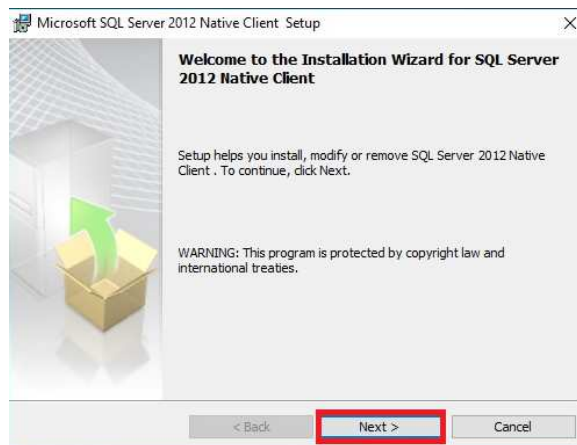 Microsoft SQL Server 2012 Native Client Setup
Welcome to the Installation Wizard for SQL Server
2012 Native Client
Setup helps you install, modify or remove SQL Server 2012 Native
Client . To continue, click Next.
WARNING: This program is protected by copyright law and
international treaties.
< Back
Next >
Cancel